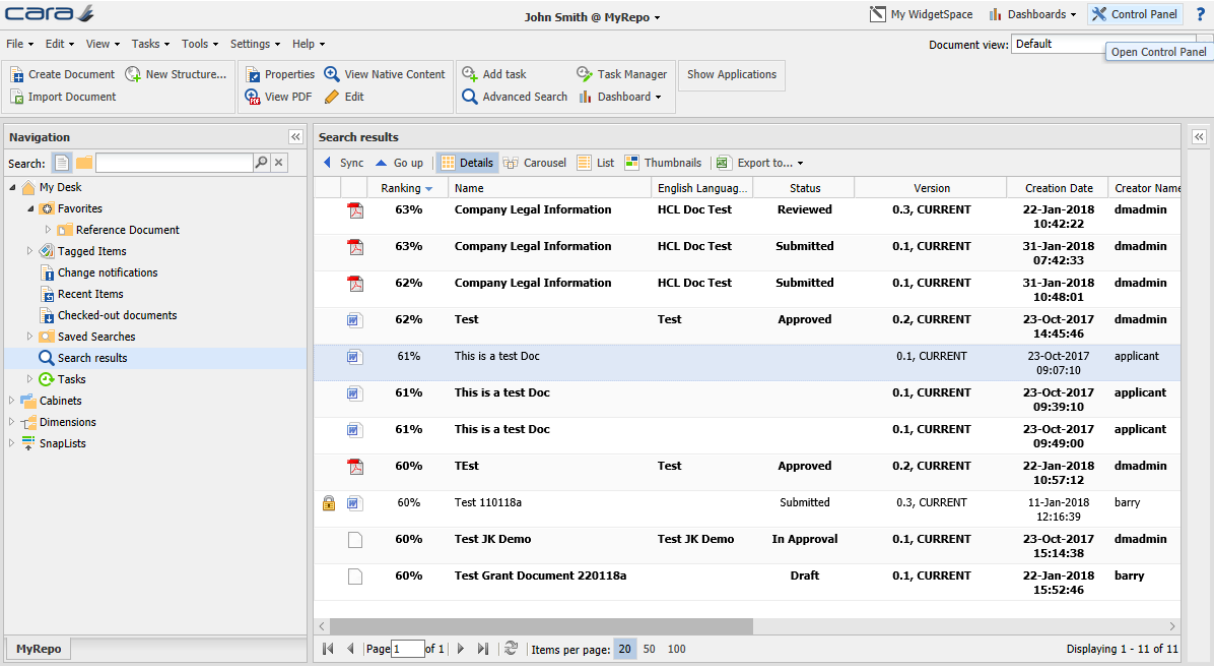 cara
John Smith @ MyRepo
My WidgetSpace Dashboards Control Panel ?
File Edit View Tasks Tools Settings Help
Document view: Default
Open Control Panel
Create Document New Structure... Properties View Native Content Add task Task Manager Show Applications
Import Document View PDF Edit Advanced Search Dashboard
Navigation
Search:
My Desk
Favorites
Reference Document
Tagged Items
Change notifications
Recent Items
Checked-out documents
Saved Searches
Search results
Tasks
Cabinets
Dimensions
SnapLists
MyRepo
Search results
Sync Go up Details Carousel List Thumbnails Export to...
Ranking Name English Languag... Status Version Creation Date Creator Name
63% Company Legal Information HCL Doc Test Reviewed 0.3, CURRENT 22-Jan-2018 dmadmin
10:42:22
63% Company Legal Information HCL Doc Test Submitted 0.1, CURRENT 31-Jan-2018 dmadmin
07:42:33
62% Company Legal Information HCL Doc Test Submitted 0.1, CURRENT 31-Jan-2018 dmadmin
10:48:01
62% Test Test Approved 0.2, CURRENT 23-Oct-2017 dmadmin
14:45:46
61% This is a test Doc 0.1, CURRENT 23-Oct-2017 applicant
09:07:10
61% This is a test Doc 0.1, CURRENT 23-Oct-2017 applicant
09:39:10
61% This is a test Doc 0.1, CURRENT 23-Oct-2017 applicant
09:49:00
60% TEst Test Approved 0.2, CURRENT 22-Jan-2018 dmadmin
10:57:12
60% Test 110118a Submitted 0.3, CURRENT 11-Jan-2018 barry
12:16:39
60% Test JK Demo Test JK Demo In Approval 0.1, CURRENT 23-Oct-2017 dmadmin
15:14:38
60% Test Grant Document 220118a Draft 0.1, CURRENT 22-Jan-2018 barry
15:52:46
Page 1 of 1 Items per page: 20 50 100 Displaying 1 - 11 of 11